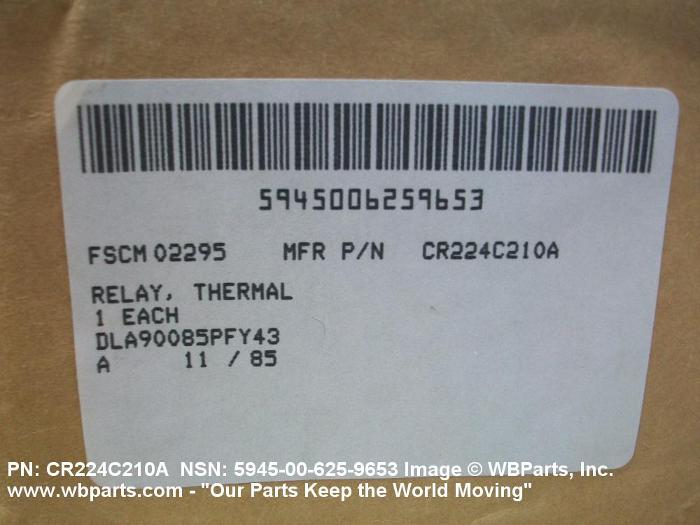 5945006259653
FSCM 02295 MFR P/N CR224C210A
RELAY, THERMAL
1 EACH
DLA90085PFY43
A 11 / 85
PN: CR224C210A NSN: 5945-00-625-9653 Image © WBParts, Inc.
www.wbparts.com - "Our Parts Keep the World Moving"